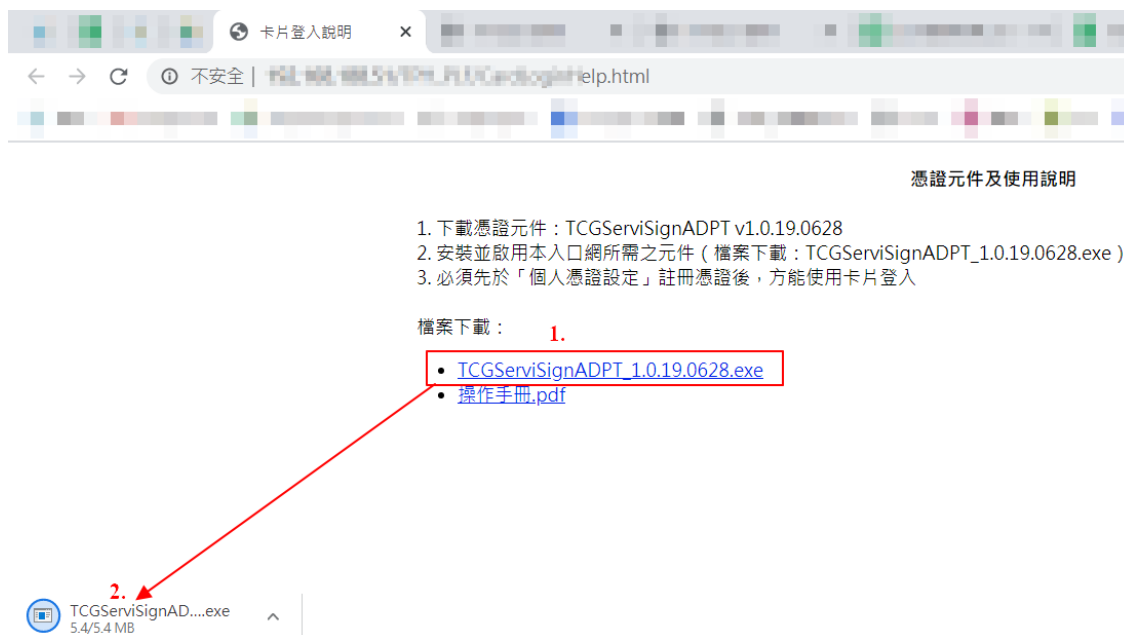 卡片登入說明
不安全 | elp.html
憑證元件及使用說明
1. 下載憑證元件：TCGServiSignADPT v1.0.19.0628
2. 安裝並啟用本入口網所需之元件（檔案下載：TCGServiSignADPT_1.0.19.0628.exe）
3. 必須先於「個人憑證設定」註冊憑證後，方能使用卡片登入
檔案下載：
1.
TCGServiSignADPT_1.0.19.0628.exe
操作手冊.pdf
2.
TCGServiSignAD....exe
5.4/5.4 MB